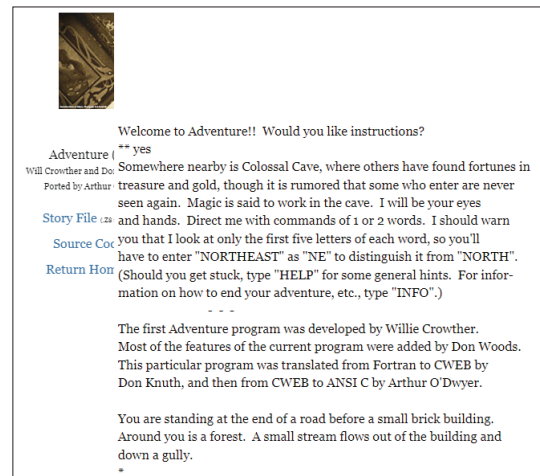 Welcome to Adventure!! Would you like instructions?
** yes
Somewhere nearby is Colossal Cave, where others have found fortunes in
treasure and gold, though it is rumored that some who enter are never
seen again. Magic is said to work in the cave. I will be your eyes
and hands. Direct me with commands of 1 or 2 words. I should warn
you that I look at only the first five letters of each word, so you'll
have to enter "NORTHEAST" as "NE" to distinguish it from "NORTH".
(Should you get stuck, type "HELP" for some general hints. For infor-
mation on how to end your adventure, etc., type "INFO".)
- - -
The first Adventure program was developed by Willie Crowther.
Most of the features of the current program were added by Don Woods.
This particular program was translated from Fortran to CWEB by
Don Knuth, and then from CWEB to ANSI C by Arthur O'Dwyer.
You are standing at the end of a road before a small brick building.
Around you is a forest. A small stream flows out of the building and
down a gully.
*
Adventure (
Will Crowther and Do
Ported by Arthur
Story File (.z8
Source Co
Return Hom